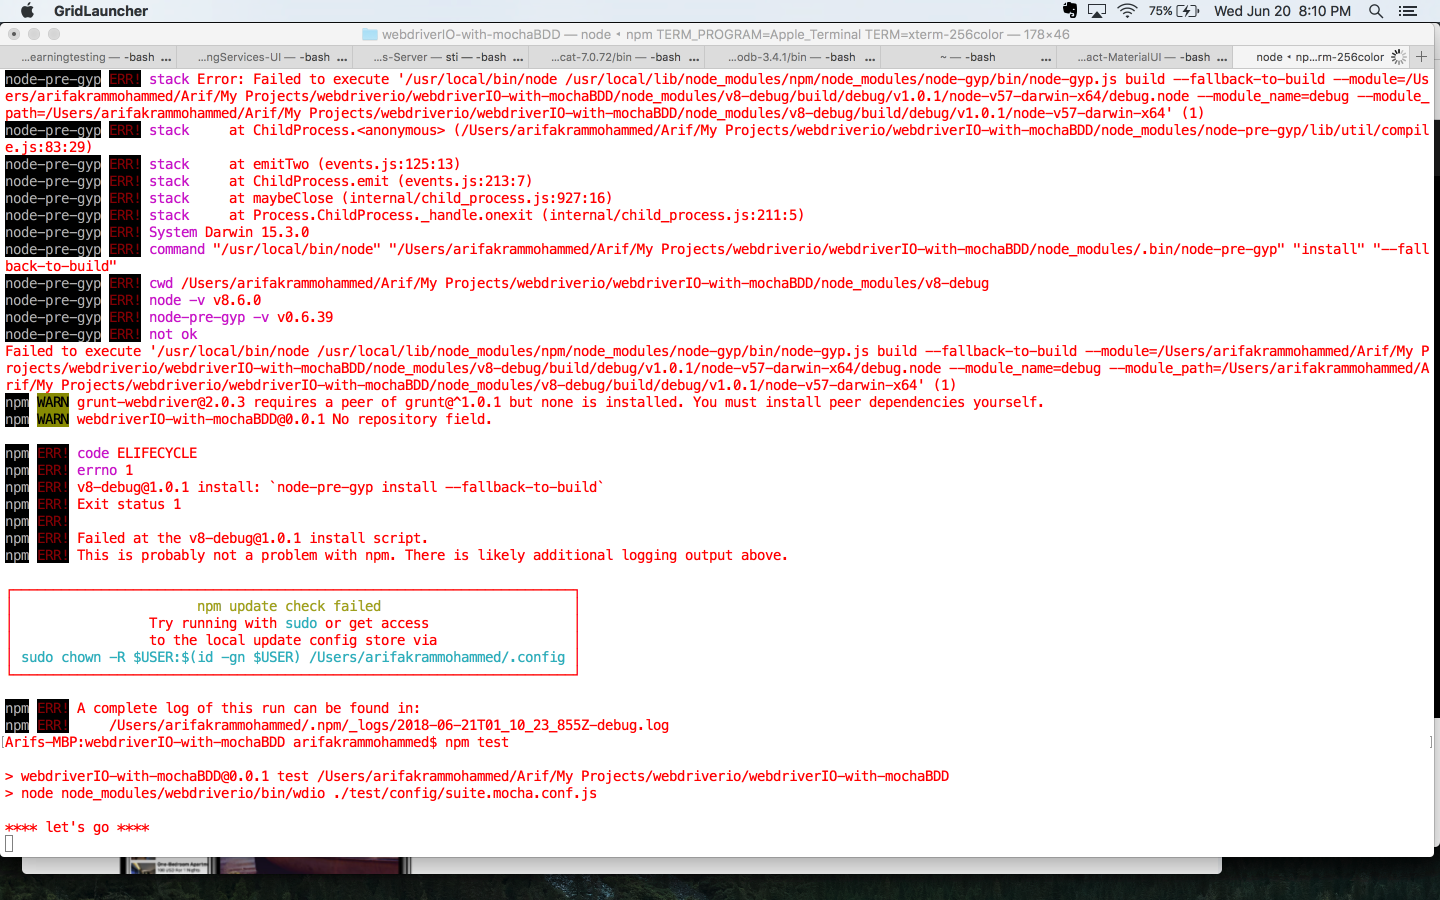 GridLauncher
75%
Wed Jun 20 8:10 PM
webdriverIO-with-mochaBDD — node ◂ npm TERM_PROGRAM=Apple_Terminal TERM=xterm-256color — 178×46
...earningtesting — -bash ...
...ngServices-UI — -bash ...
...s-Server — sti — -bash ...
...cat-7.0.72/bin — -bash ...
...odb-3.4.1/bin — -bash ...
~ — -bash ...
...act-MaterialUI — -bash ...
node ◂ np...rm-256color
+
node-pre-gyp ERR! stack Error: Failed to execute '/usr/local/bin/node /usr/local/lib/node_modules/npm/node_modules/node-gyp/bin/node-gyp.js build --fallback-to-build --module=/Us
ers/arifakrammohammed/Arif/My Projects/webdriverio/webdriverIO-with-mochaBDD/node_modules/v8-debug/build/debug/v1.0.1/node-v57-darwin-x64/debug.node --module_name=debug --module_
path=/Users/arifakrammohammed/Arif/My Projects/webdriverio/webdriverIO-with-mochaBDD/node_modules/v8-debug/build/debug/v1.0.1/node-v57-darwin-x64' (1)
node-pre-gyp ERR! stack     at ChildProcess.<anonymous> (/Users/arifakrammohammed/Arif/My Projects/webdriverio/webdriverIO-with-mochaBDD/node_modules/node-pre-gyp/lib/util/compil
e.js:83:29)
node-pre-gyp ERR! stack     at emitTwo (events.js:125:13)
node-pre-gyp ERR! stack     at ChildProcess.emit (events.js:213:7)
node-pre-gyp ERR! stack     at maybeClose (internal/child_process.js:927:16)
node-pre-gyp ERR! stack     at Process.ChildProcess._handle.onexit (internal/child_process.js:211:5)
node-pre-gyp ERR! System Darwin 15.3.0
node-pre-gyp ERR! command "/usr/local/bin/node" "/Users/arifakrammohammed/Arif/My Projects/webdriverio/webdriverIO-with-mochaBDD/node_modules/.bin/node-pre-gyp" "install" "--fall
back-to-build"
node-pre-gyp ERR! cwd /Users/arifakrammohammed/Arif/My Projects/webdriverio/webdriverIO-with-mochaBDD/node_modules/v8-debug
node-pre-gyp ERR! node -v v8.6.0
node-pre-gyp ERR! node-pre-gyp -v v0.6.39
node-pre-gyp ERR! not ok
Failed to execute '/usr/local/bin/node /usr/local/lib/node_modules/npm/node_modules/node-gyp/bin/node-gyp.js build --fallback-to-build --module=/Users/arifakrammohammed/Arif/My P
rojects/webdriverio/webdriverIO-with-mochaBDD/node_modules/v8-debug/build/debug/v1.0.1/node-v57-darwin-x64/debug.node --module_name=debug --module_path=/Users/arifakrammohammed/A
rif/My Projects/webdriverio/webdriverIO-with-mochaBDD/node_modules/v8-debug/build/debug/v1.0.1/node-v57-darwin-x64' (1)
npm WARN grunt-webdriver@2.0.3 requires a peer of grunt@^1.0.1 but none is installed. You must install peer dependencies yourself.
npm WARN webdriverIO-with-mochaBDD@0.0.1 No repository field.
npm ERR! code ELIFECYCLE
npm ERR! errno 1
npm ERR! v8-debug@1.0.1 install: `node-pre-gyp install --fallback-to-build`
npm ERR! Exit status 1
npm ERR!
npm ERR! Failed at the v8-debug@1.0.1 install script.
npm ERR! This is probably not a problem with npm. There is likely additional logging output above.
npm update check failed
Try running with sudo or get access
to the local update config store via
sudo chown -R $USER:$(id -gn $USER) /Users/arifakrammohammed/.config
npm ERR! A complete log of this run can be found in:
npm ERR!     /Users/arifakrammohammed/.npm/_logs/2018-06-21T01_10_23_855Z-debug.log
Arifs-MBP:webdriverIO-with-mochaBDD arifakrammohammed$ npm test
> webdriverIO-with-mochaBDD@0.0.1 test /Users/arifakrammohammed/Arif/My Projects/webdriverio/webdriverIO-with-mochaBDD
> node node_modules/webdriverio/bin/wdio ./test/config/suite.mocha.conf.js
**** let's go ****